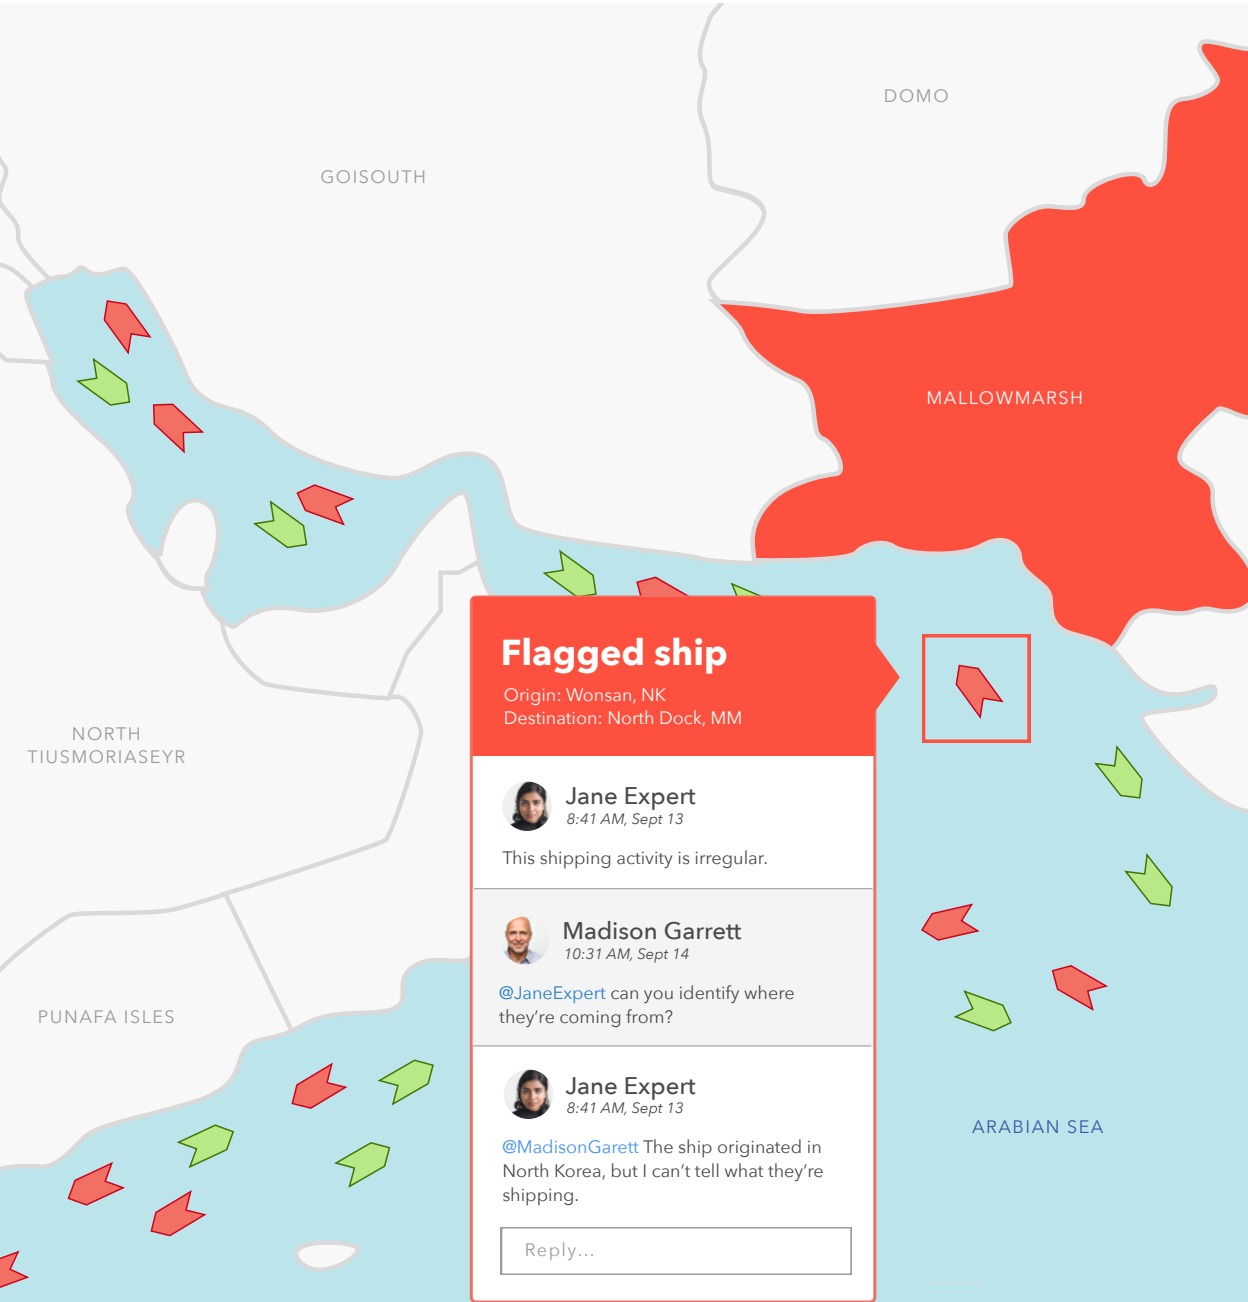 DOMO
GOISOUTH
MALLOWMARSH
NORTH
TIUSMORIASEYR
PUNAFA ISLES
ARABIAN SEA
Flagged ship
Origin: Wonsan, NK
Destination: North Dock, MM
Jane Expert
8:41 AM, Sept 13
This shipping activity is irregular.
Madison Garrett
10:31 AM, Sept 14
@JaneExpert can you identify where
they're coming from?
Jane Expert
8:41 AM, Sept 13
@MadisonGarett The ship originated in
North Korea, but I can't tell what they're
shipping.
Reply...